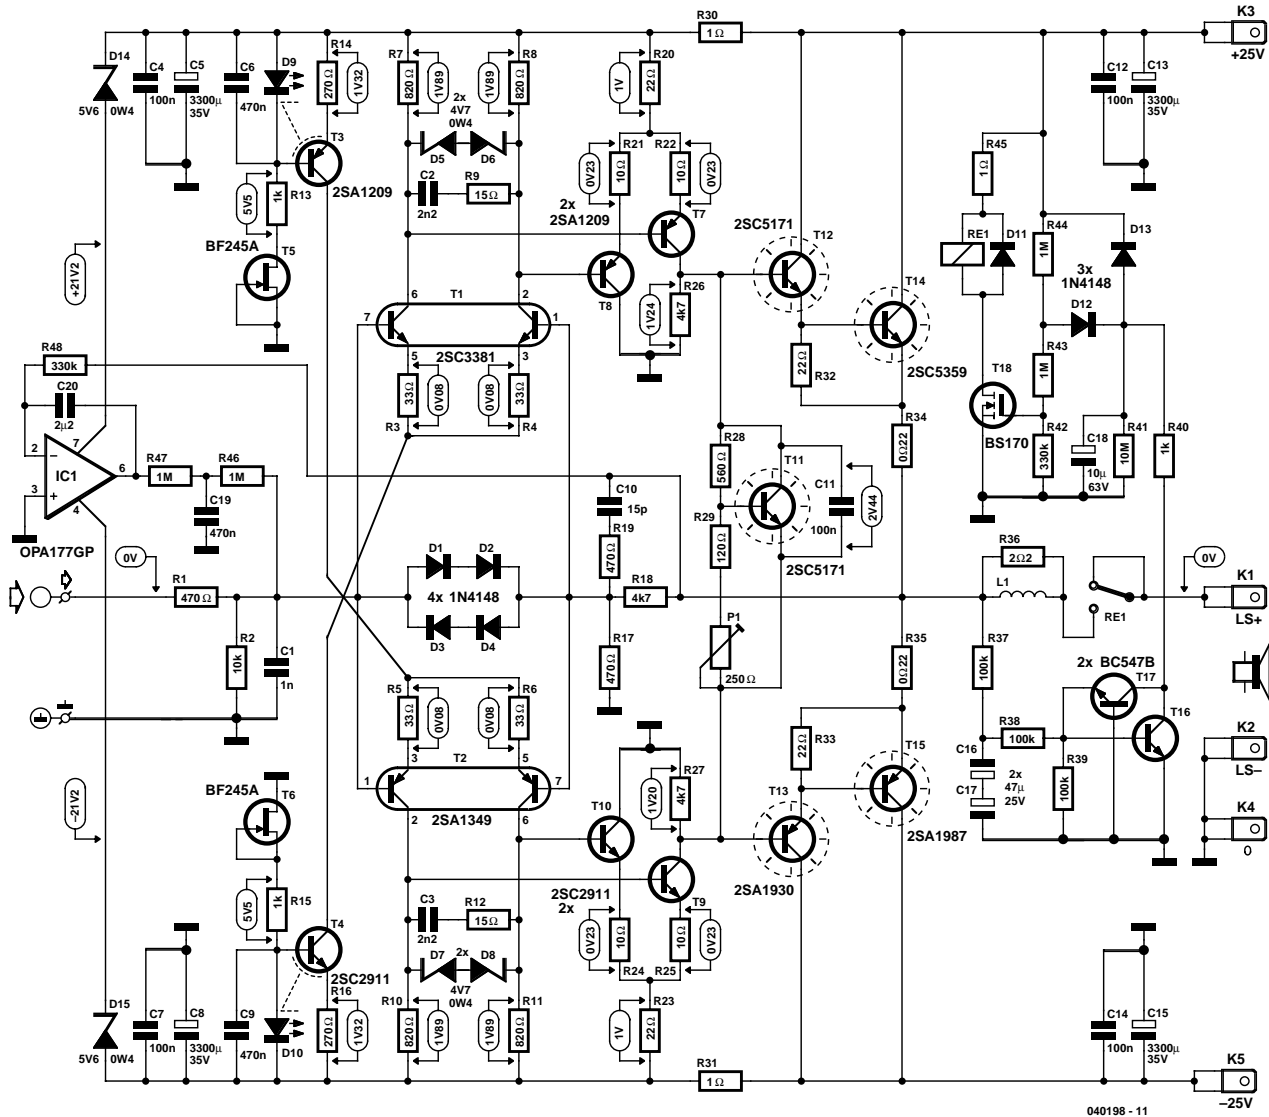 K3
+25V
R30
1Ω
D14
5V6
0W4
C4
100n
C5
3300µ
35V
C6
470n
D9
R14
270Ω
1V32
R7
820Ω
1V89
R8
820Ω
1V89
2x
4V7
0W4
D5
D6
R20
22Ω
1V
C12
100n
C13
3300µ
35V
T3
2SA1209
5V5
R13
1k
C2
2n2
R9
15Ω
R21
10Ω
0V23
R22
10Ω
0V23
2x
2SA1209
T7
T8
BF245A
T5
+21V2
2SC5171
T12
T14
2SC5359
R32
22Ω
R26
4k7
1V24
R45
1Ω
RE1
D11
R44
1M
D13
3x
1N4148
D12
R43
1M
T18
BS170
R42
330k
C18
10µ
63V
R41
10M
R40
1k
6
T1
2
7
1
2SC3381
5
3
R3
33Ω
0V08
R4
33Ω
0V08
R48
330k
C20
2µ2
2
7
IC1
3
4
6
OPA177GP
R47
1M
R46
1M
C19
470n
R34
0Ω22
R28
560Ω
T11
C11
100n
2V44
R29
120Ω
2SC5171
C10
15p
R19
470Ω
0V
R1
470Ω
R2
10k
C1
1n
D1
D2
4x 1N4148
D3
D4
R18
4k7
R17
470Ω
P1
250Ω
R36
2Ω2
L1
RE1
0V
K1
LS+
R35
0Ω22
R37
100k
2x BC547B
T17
T16
R38
100k
R39
100k
C16
C17
2x
47µ
25V
K2
LS–
K4
0
R5
33Ω
0V08
R6
33Ω
0V08
3
5
T2
1
7
2SA1349
2
6
R33
22Ω
T15
2SA1987
T13
2SA1930
R27
4k7
1V20
T10
2SC2911
2x
T9
–21V2
BF245A
T6
5V5
R15
1k
T4
2SC2911
C3
2n2
R12
15Ω
D7
2x
D8
4V7
0W4
0V23
10Ω
R24
10Ω
R25
0V23
D15
5V6
0W4
C7
100n
C8
3300µ
35V
C9
470n
D10
R16
270Ω
1V32
R10
820Ω
1V89
R11
820Ω
1V89
R23
22Ω
1V
R31
1Ω
C14
100n
C15
3300µ
35V
K5
–25V
040198 - 11